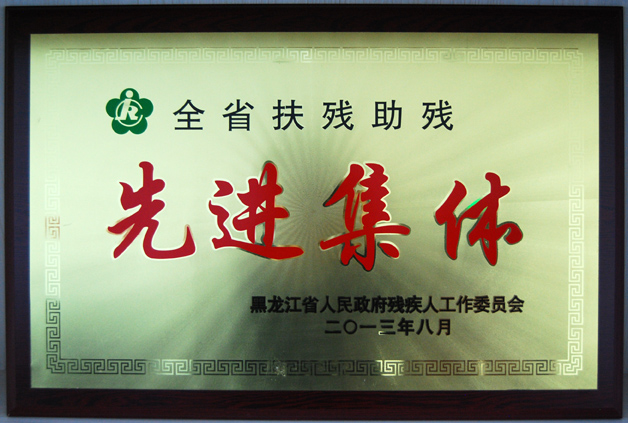 全省扶残助残
先进集体
黑龙江省人民政府残疾人工作委员会
二〇一三年八月